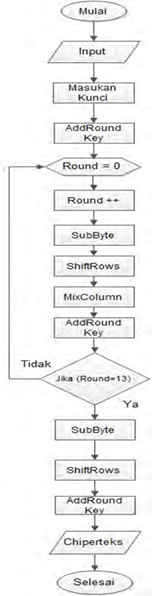 Mulai
Input
Masukan
Kunci
AddRound
Key
Round = 0
Round ++
SubByte
ShiftRows
MixColumn
AddRound
Key
Tidak
Jika (Round=13)
Ya
SubByte
ShiftRows
AddRound
Key
Chiperteks
Selesai